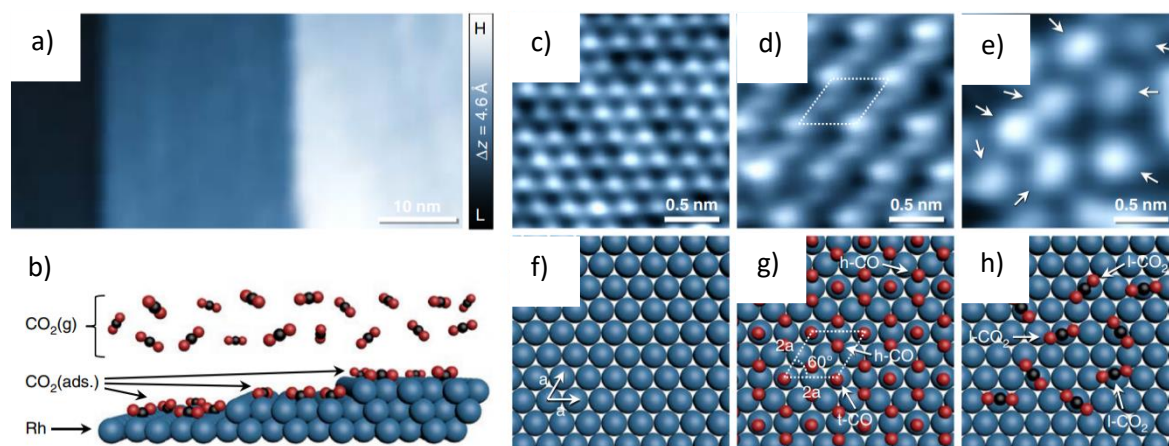 a)
H
Δz = 4.6 Å
L
10 nm
c)
0.5 nm
d)
0.5 nm
e)
0.5 nm
b)
CO₂(g)
CO₂(ads.)
Rh
f)
a
a
g)
h-CO
2a
60°
h-CO
2a
t-CO
h)
l-CO₂
l-CO₂
l-CO₂